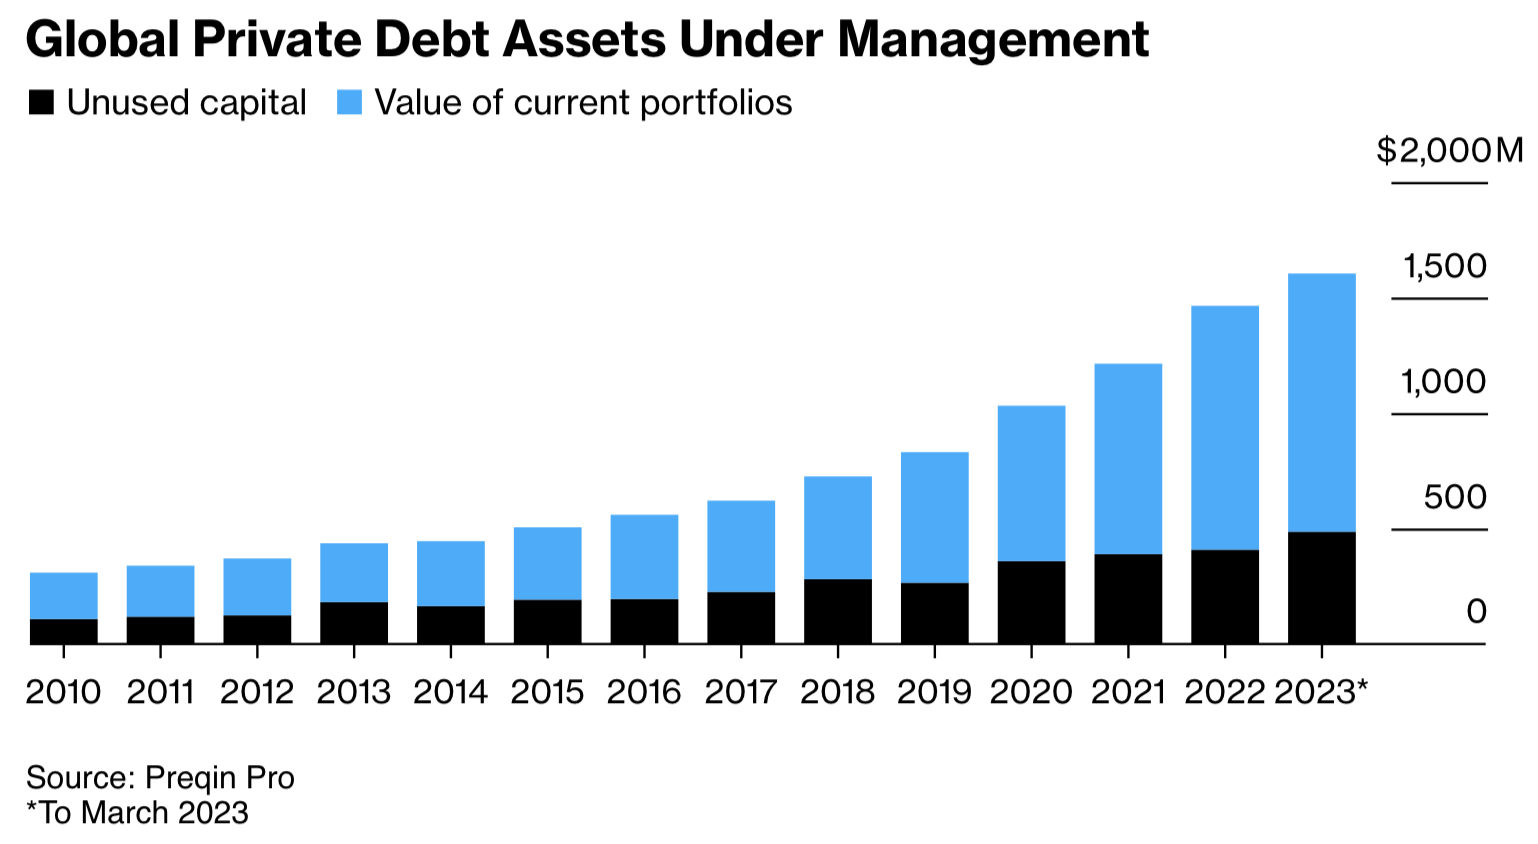 Global Private Debt Assets Under Management
Unused capital Value of current portfolios
$2,000M
1,500
1,000
500
0
2010 2011 2012 2013 2014 2015 2016 2017 2018 2019 2020 2021 2022 2023*
Source: Preqin Pro
*To March 2023